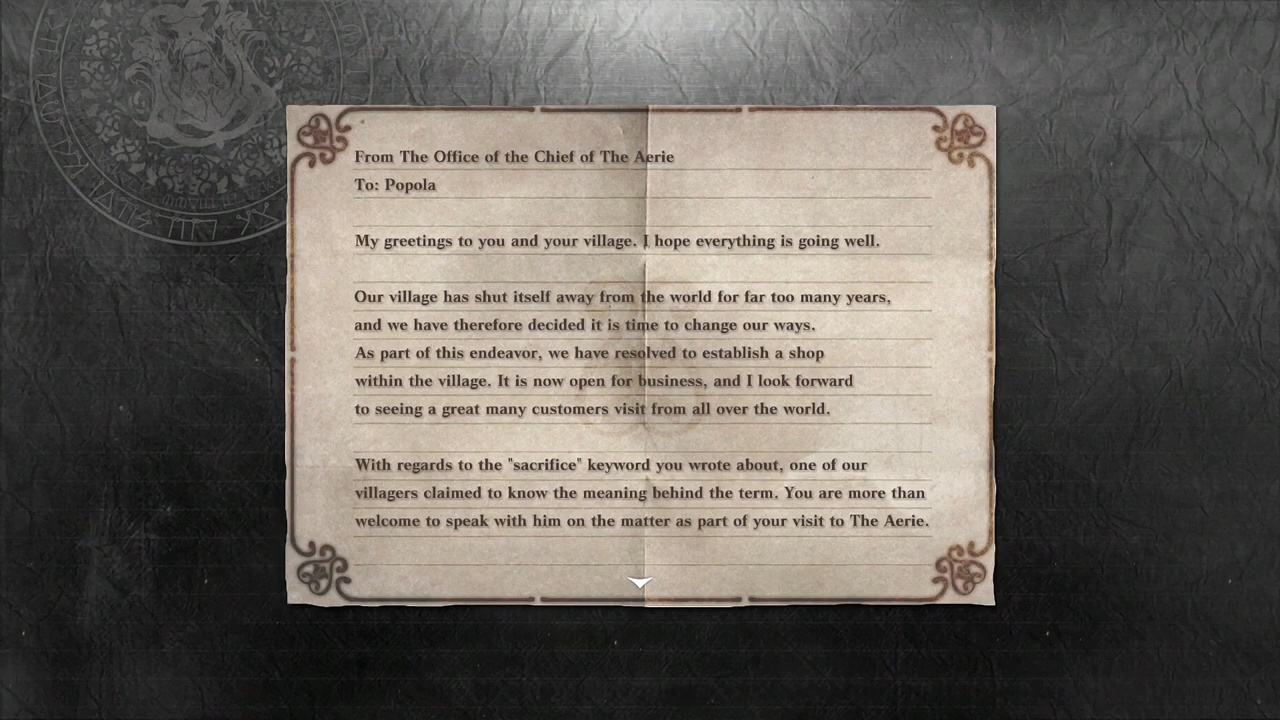 From The Office of the Chief of The Aerie
To: Popola
My greetings to you and your village. I hope everything is going well.
Our village has shut itself away from the world for far too many years,
and we have therefore decided it is time to change our ways.
As part of this endeavor, we have resolved to establish a shop
within the village. It is now open for business, and I look forward
to seeing a great many customers visit from all over the world.
With regards to the "sacrifice" keyword you wrote about, one of our
villagers claimed to know the meaning behind the term. You are more than
welcome to speak with him on the matter as part of your visit to The Aerie.